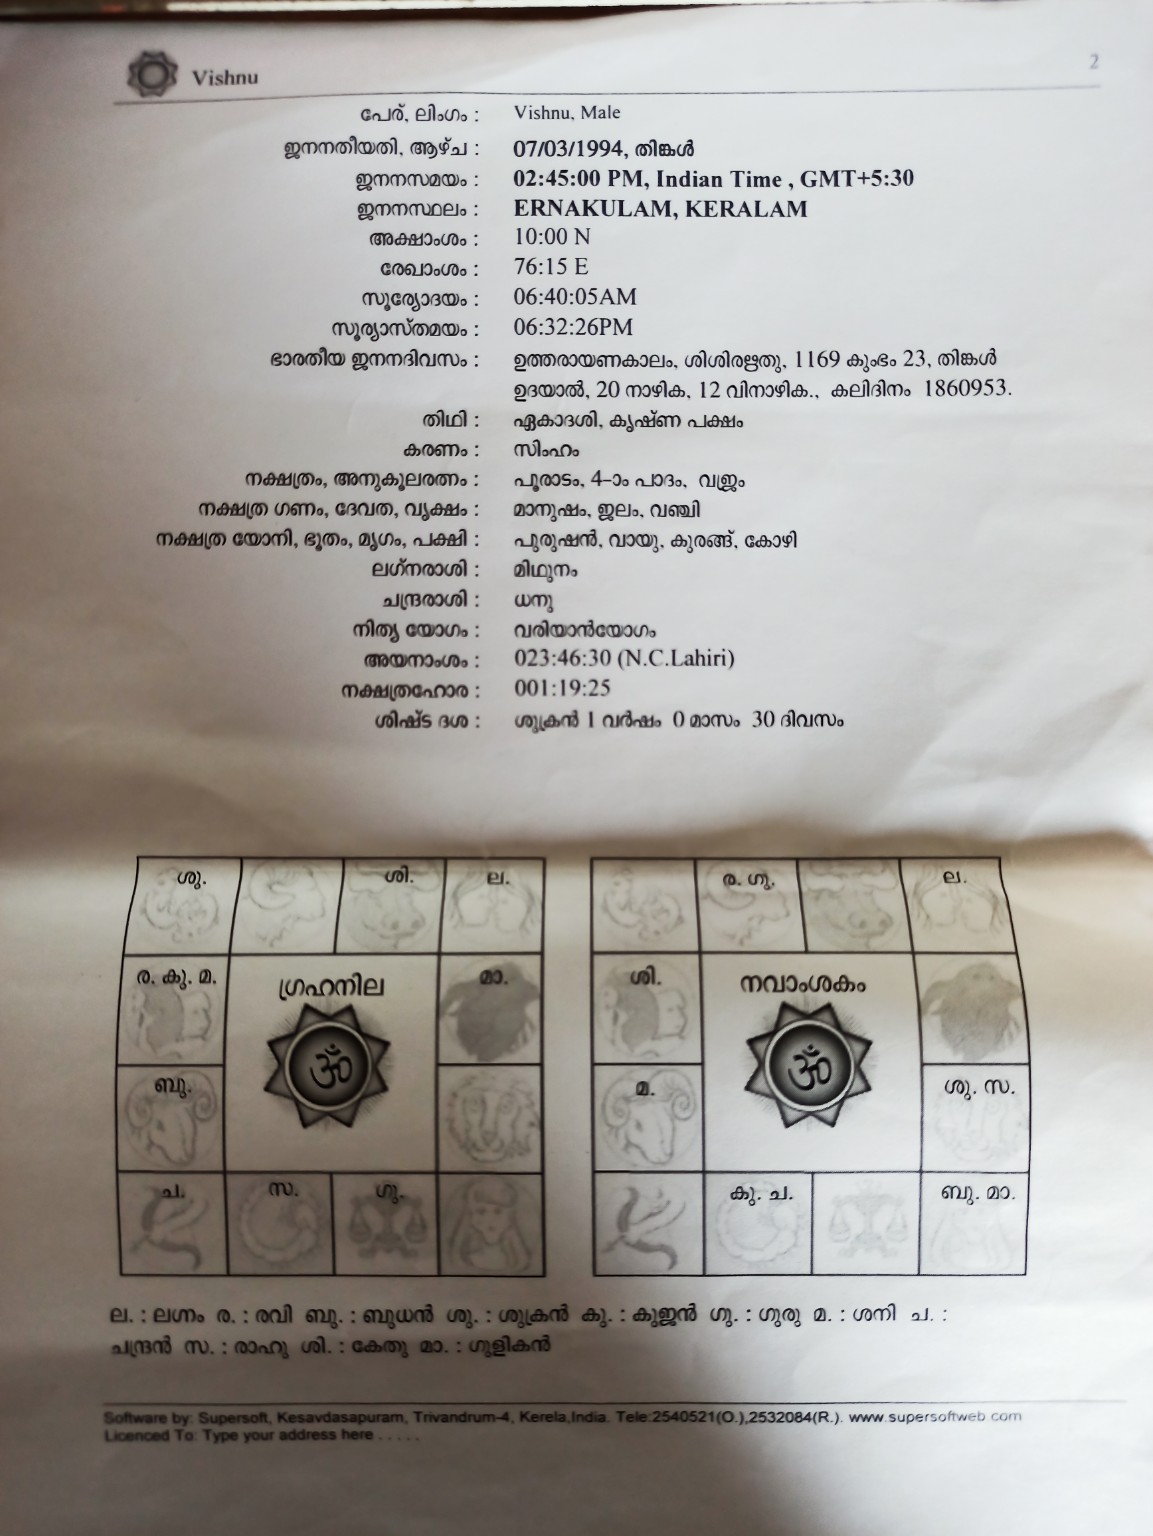 Vishnu
2
പേര്, ലിംഗം : Vishnu, Male
ജനനതീയതി, ആഴ്ച : 07/03/1994, തിങ്കൾ
ജനനസമയം : 02:45:00 PM, Indian Time , GMT+5:30
ജനനസ്ഥലം : ERNAKULAM, KERALAM
അക്ഷാംശം : 10:00 N
രേഖാംശം : 76:15 E
സൂര്യോദയം : 06:40:05AM
സൂര്യാസ്തമയം : 06:32:26PM
ഭാരതീയ ജനനദിവസം : ഉത്തരായണകാലം, ശിശിരഋതു, 1169 കുംഭം 23, തിങ്കൾ
ഉദയാൽ, 20 നാഴിക, 12 വിനാഴിക., കലിദിനം 1860953.
തിഥി : ഏകാദശി, കൃഷ്ണ പക്ഷം
കരണം : സിംഹം
നക്ഷത്രം, അനുകൂലരത്നം : പൂരാടം, 4-ാം പാദം, വജ്രം
നക്ഷത്ര ഗണം, ദേവത, വൃക്ഷം : മാനുഷം, ജലം, വഞ്ചി
നക്ഷത്ര യോനി, ഭൂതം, മൃഗം, പക്ഷി : പുരുഷൻ, വായു, കുരങ്ങ്, കോഴി
ലഗ്നരാശി : മിഥുനം
ചന്ദ്രരാശി : ധനു
നിത്യ യോഗം : വരിയാൻയോഗം
അയനാംശം : 023:46:30 (N.C.Lahiri)
നക്ഷത്രഹോര : 001:19:25
ശിഷ്ട ദശ : ശുക്രൻ 1 വർഷം 0 മാസം 30 ദിവസം
ശു. ശി. ല.
ര. കു. മ. ഗ്രഹനില മാ.
ബു.
ച. സ. ഗു.
ര. ഗു. ല.
ശി. നവാംശകം
മ. ശു. സ.
കു. ച. ബു. മാ.
ല. : ലഗ്നം ര. : രവി ബു. : ബുധൻ ശു. : ശുക്രൻ കു. : കുജൻ ഗു. : ഗുരു മ. : ശനി ച. :
ചന്ദ്രൻ സ. : രാഹു ശി. : കേതു മാ. : ഗുളികൻ
Software by: Supersoft, Kesavdasapuram, Trivandrum-4, Kerela,India. Tele:2540521(O.),2532084(R.). www.supersoftweb.com
Licenced To: Type your address here . . . . .